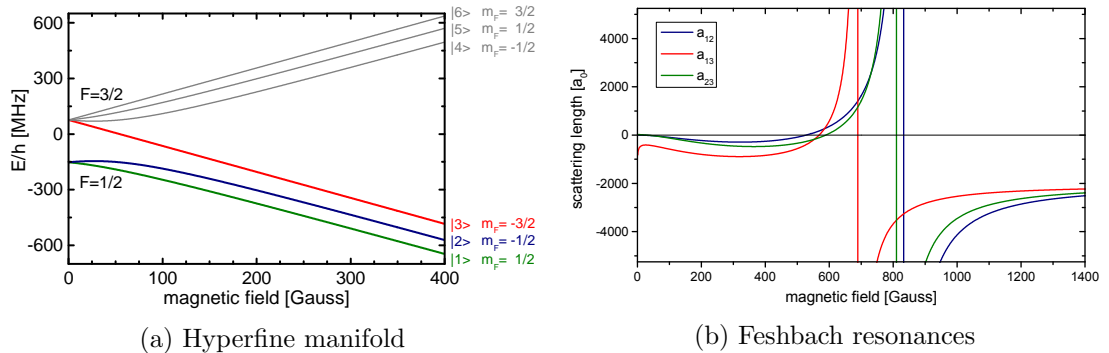 600
300
0
-300
-600
E/h [MHz]
F=3/2
F=1/2
0 100 200 300 400
magnetic field [Gauss]
|6> m_F= 3/2
|5> m_F= 1/2
|4> m_F= -1/2
|3> m_F= -3/2
|2> m_F= -1/2
|1> m_F= 1/2
(a) Hyperfine manifold
4000
2000
0
-2000
-4000
scattering length [a_0]
a_12
a_13
a_23
0 200 400 600 800 1000 1200 1400
magnetic field [Gauss]
(b) Feshbach resonances